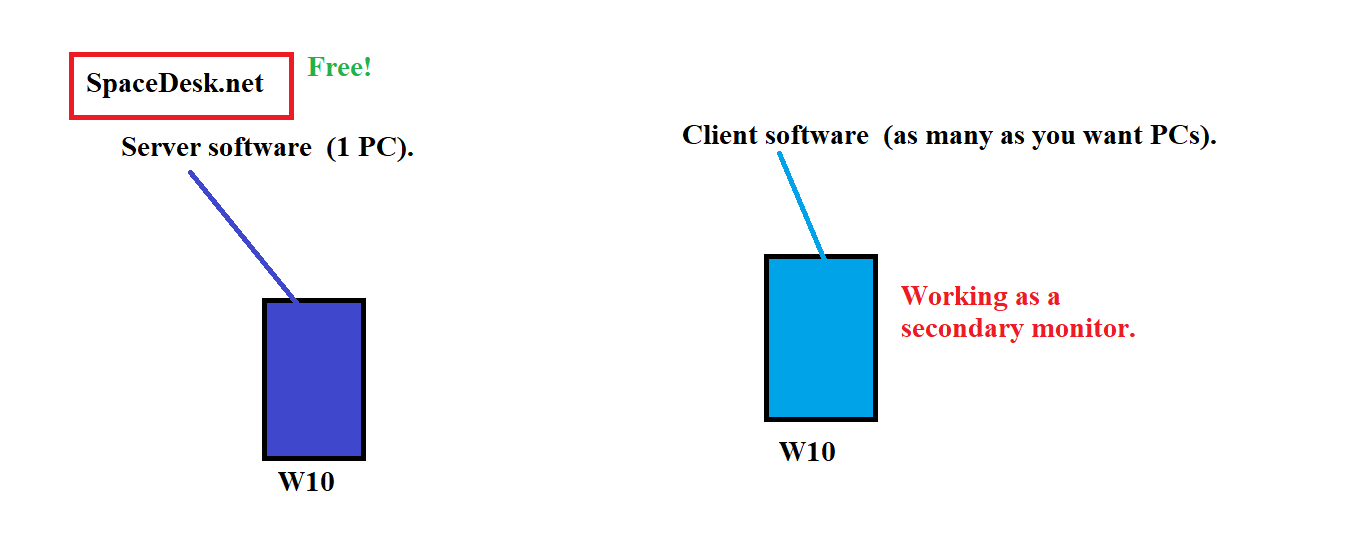 SpaceDesk.net
Free!
Server software  (1 PC).
Client software  (as many as you want PCs).
Working as a
secondary monitor.
W10
W10